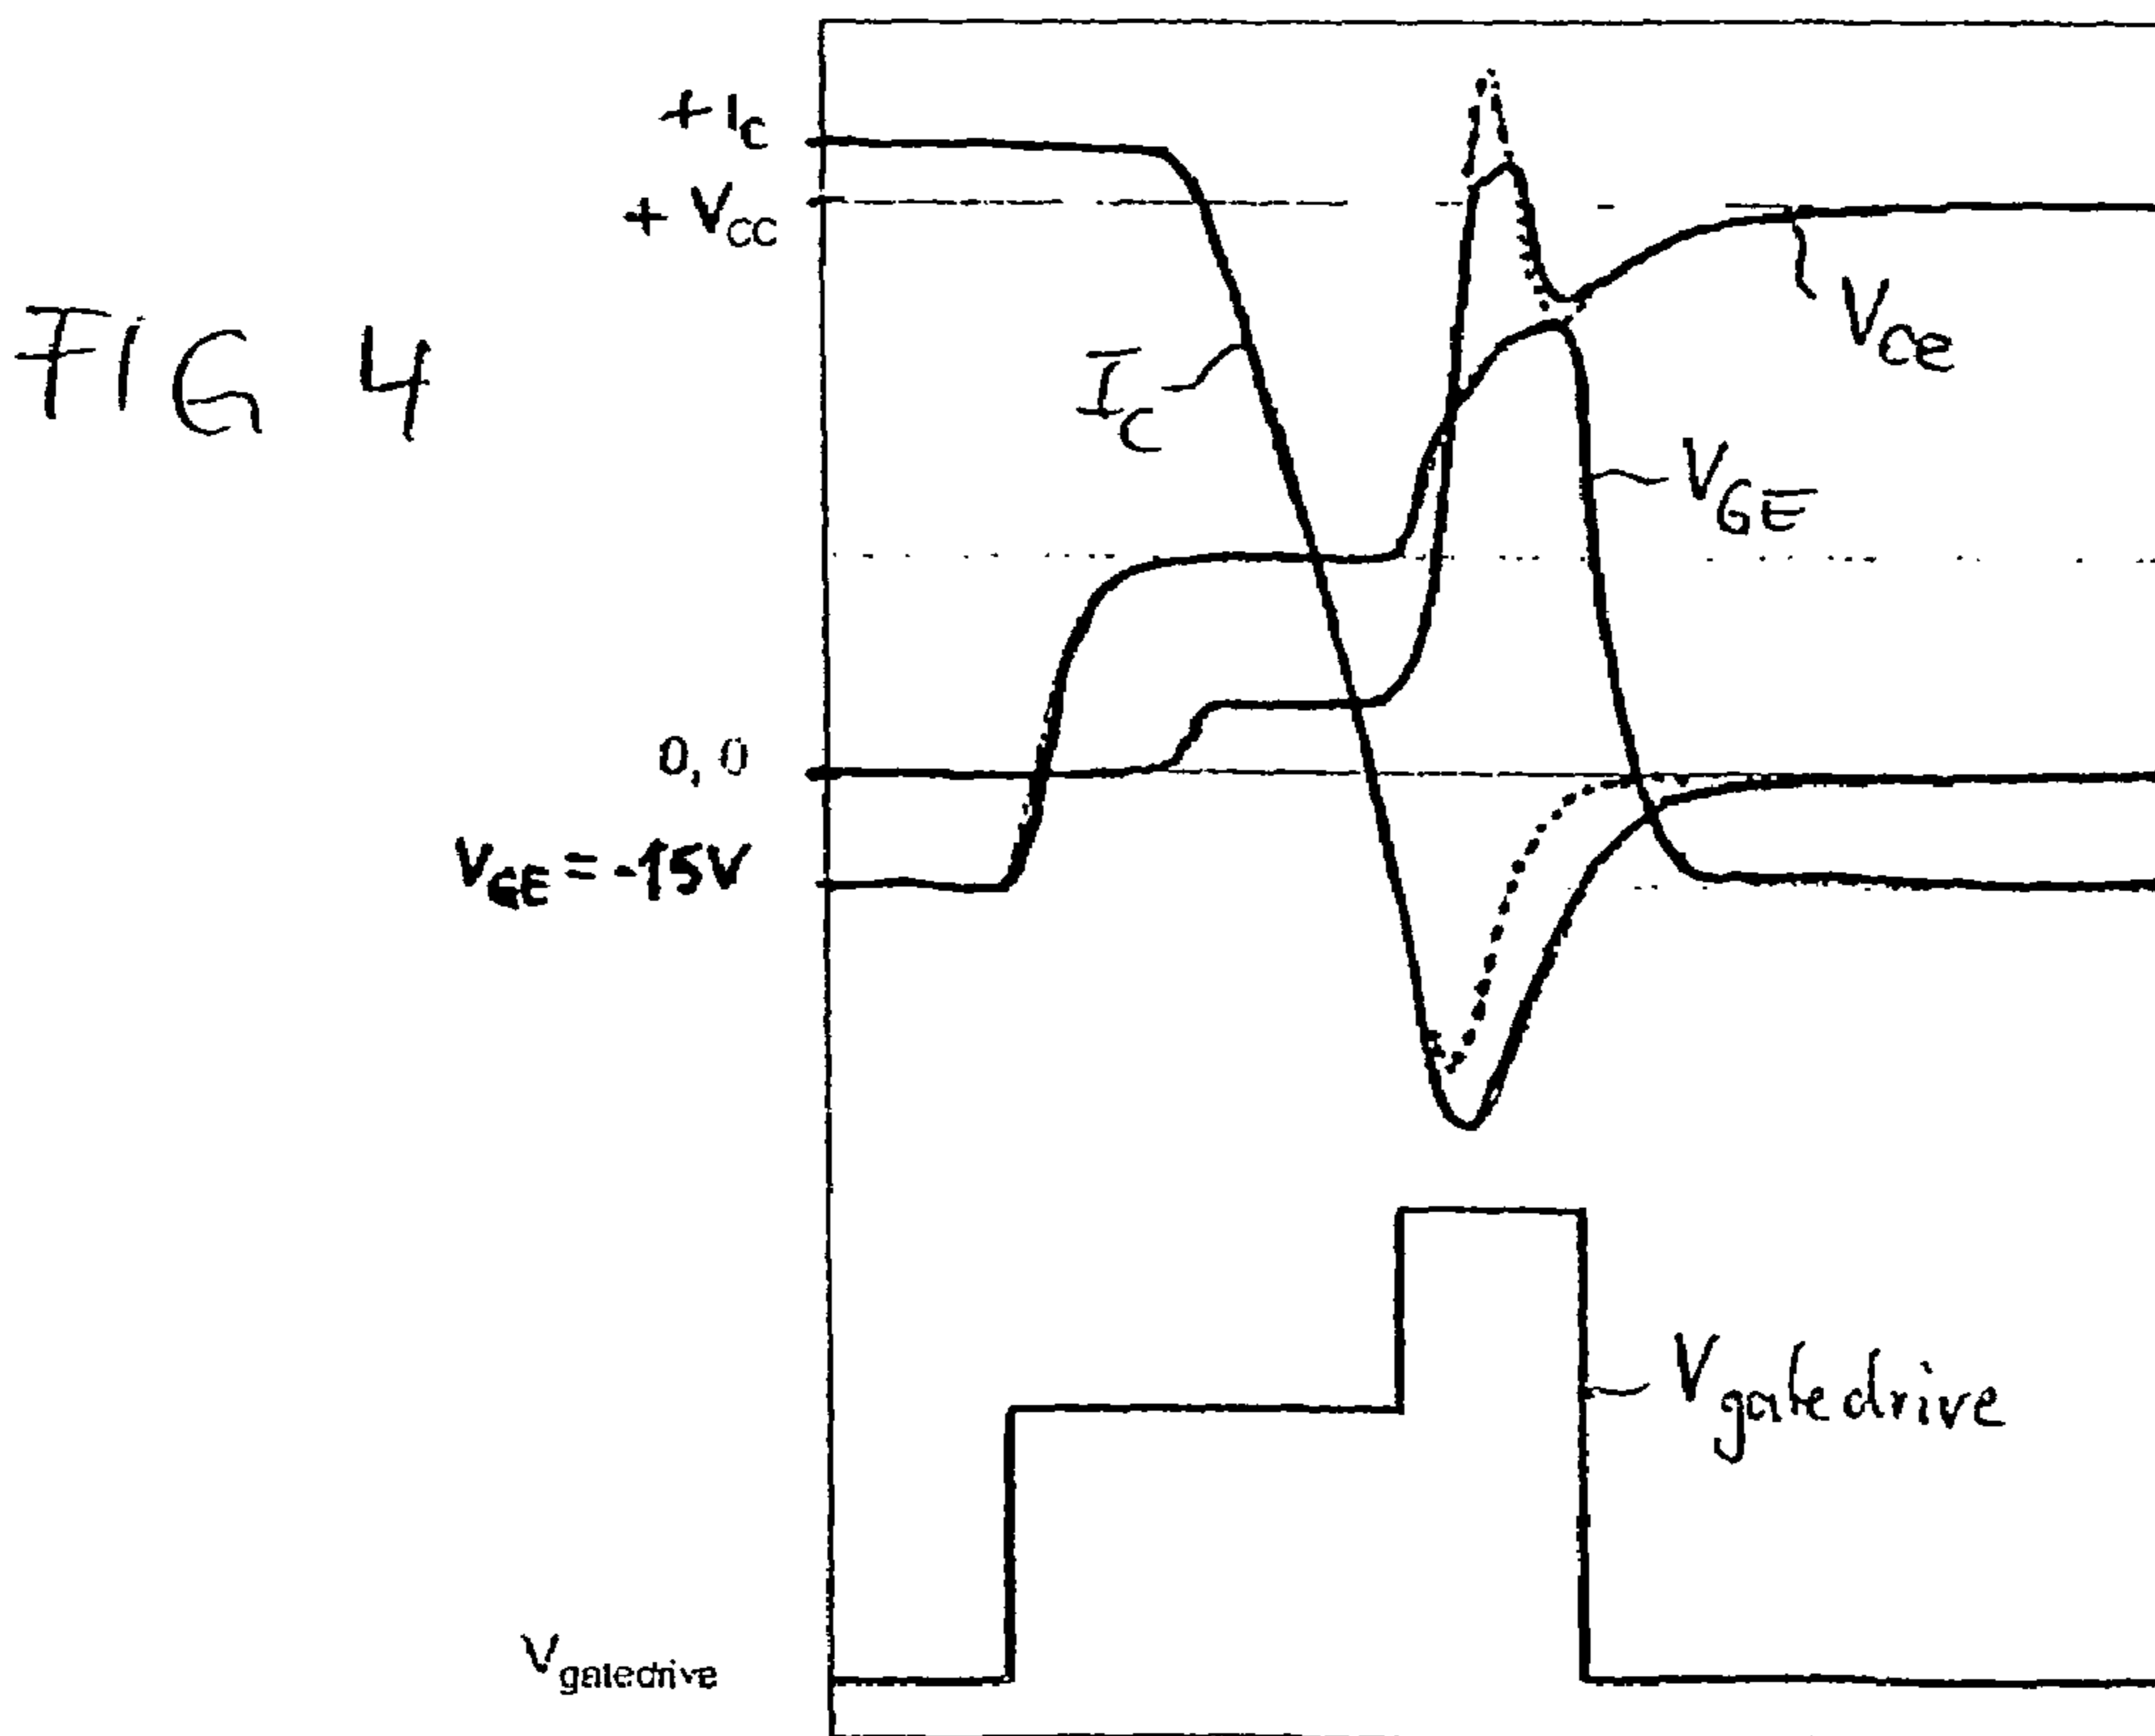 FIG 4
+ IC
+ VCC
IC
VCE
VGE
0,0
VGE = -15V
Vgatedrive
Vgatedrive